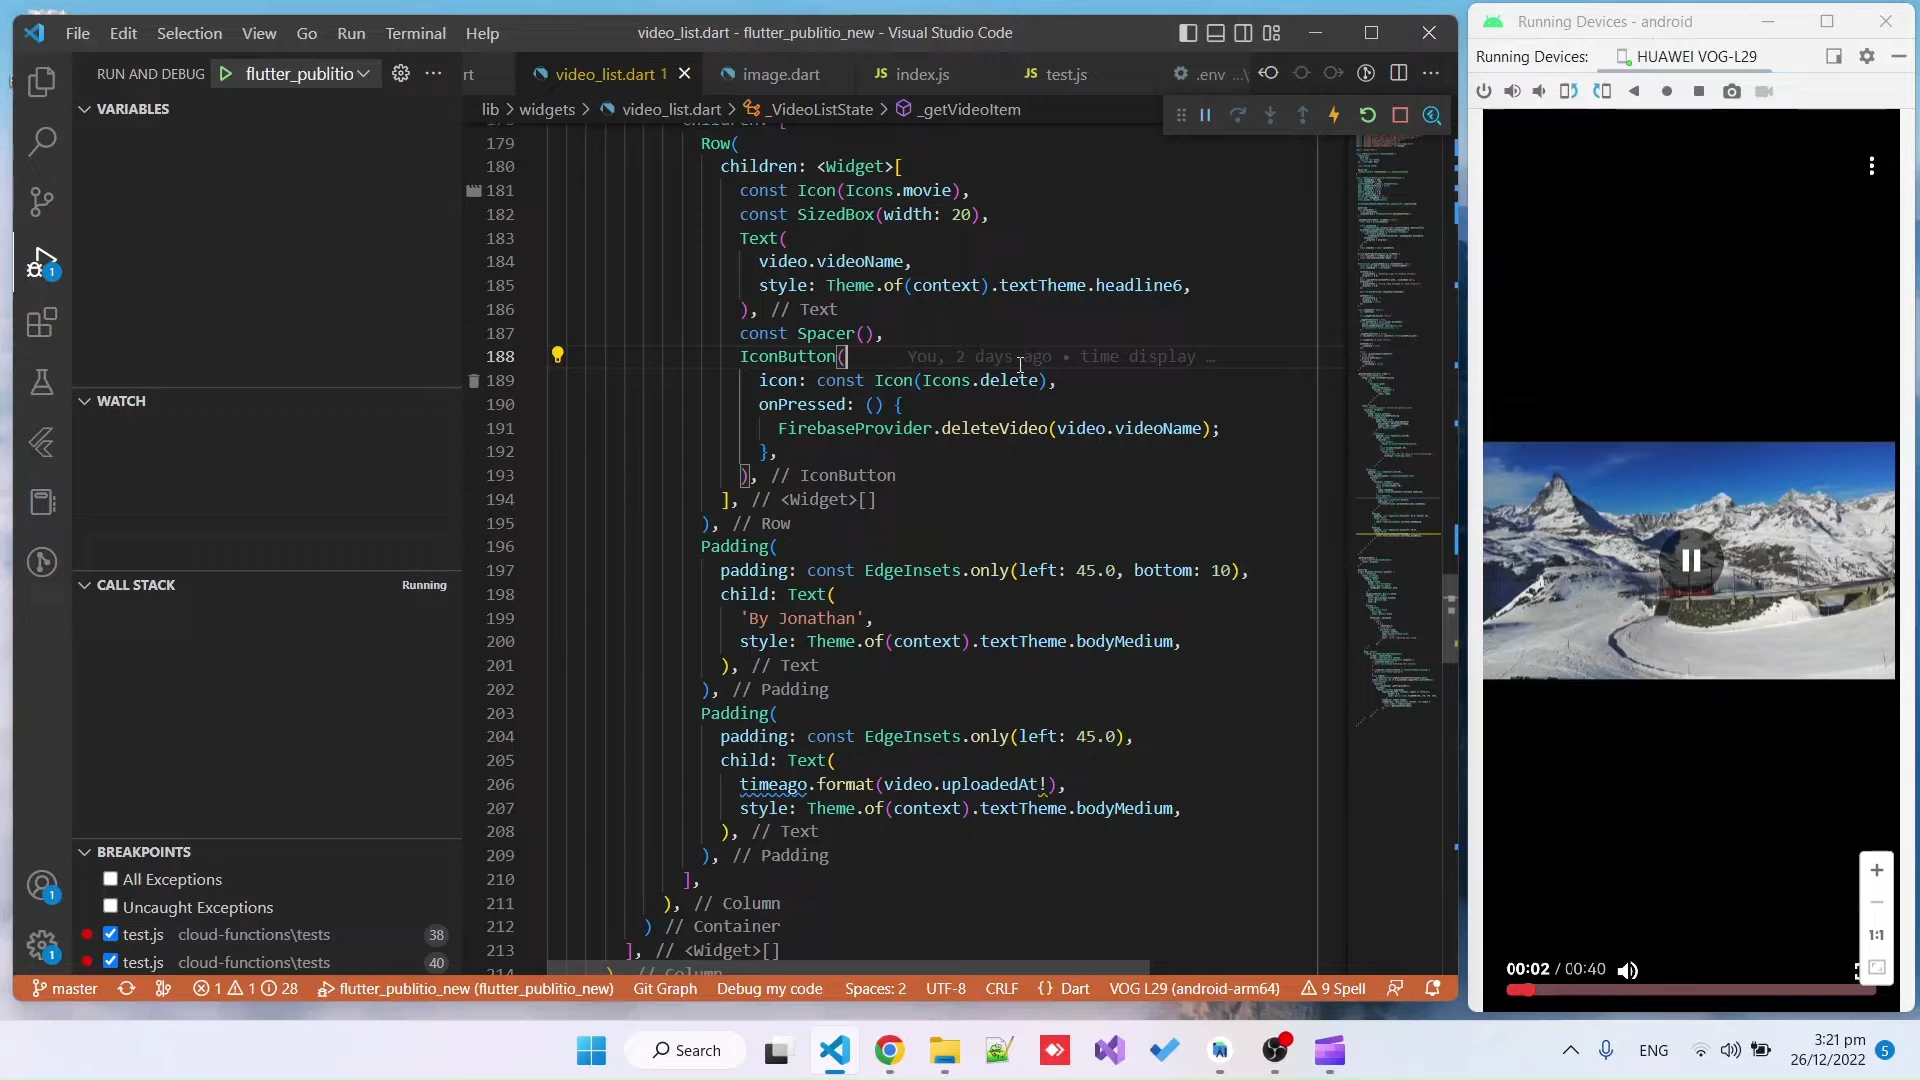 File Edit Selection View Go Run Terminal Help
video_list.dart - flutter_publitio_new - Visual Studio Code
RUN AND DEBUG flutter_publitio
rt
video_list.dart 1
image.dart
JS index.js
JS test.js
.env ...\
VARIABLES
lib > widgets > video_list.dart > _VideoListState > _getVideoItem
179 Row(
180 children: <Widget>[
181 const Icon(Icons.movie),
182 const SizedBox(width: 20),
183 Text(
184 video.videoName,
185 style: Theme.of(context).textTheme.headline6,
186 ), // Text
187 const Spacer(),
188 IconButton( You, 2 days ago • time display …
189 icon: const Icon(Icons.delete),
190 onPressed: () {
191 FirebaseProvider.deleteVideo(video.videoName);
192 },
193 ), // IconButton
194 ], // <Widget>[]
195 ), // Row
196 Padding(
197 padding: const EdgeInsets.only(left: 45.0, bottom: 10),
198 child: Text(
199 'By Jonathan',
200 style: Theme.of(context).textTheme.bodyMedium,
201 ), // Text
202 ), // Padding
203 Padding(
204 padding: const EdgeInsets.only(left: 45.0),
205 child: Text(
206 timeago.format(video.uploadedAt!),
207 style: Theme.of(context).textTheme.bodyMedium,
208 ), // Text
209 ), // Padding
210 ],
211 ), // Column
212 ) // Container
213 ], // <Widget>[]
214 ), // Column
WATCH
CALL STACK Running
BREAKPOINTS
All Exceptions
Uncaught Exceptions
test.js cloud-functions\tests 38
test.js cloud-functions\tests 40
1
1
1
master 1 1 28 flutter_publitio_new (flutter_publitio_new) Git Graph Debug my code Spaces: 2 UTF-8 CRLF {} Dart VOG L29 (android-arm64) 9 Spell
Running Devices - android
Running Devices: HUAWEI VOG-L29
00:02 / 00:40
1:1
Search
ENG
3:21 pm
26/12/2022
5